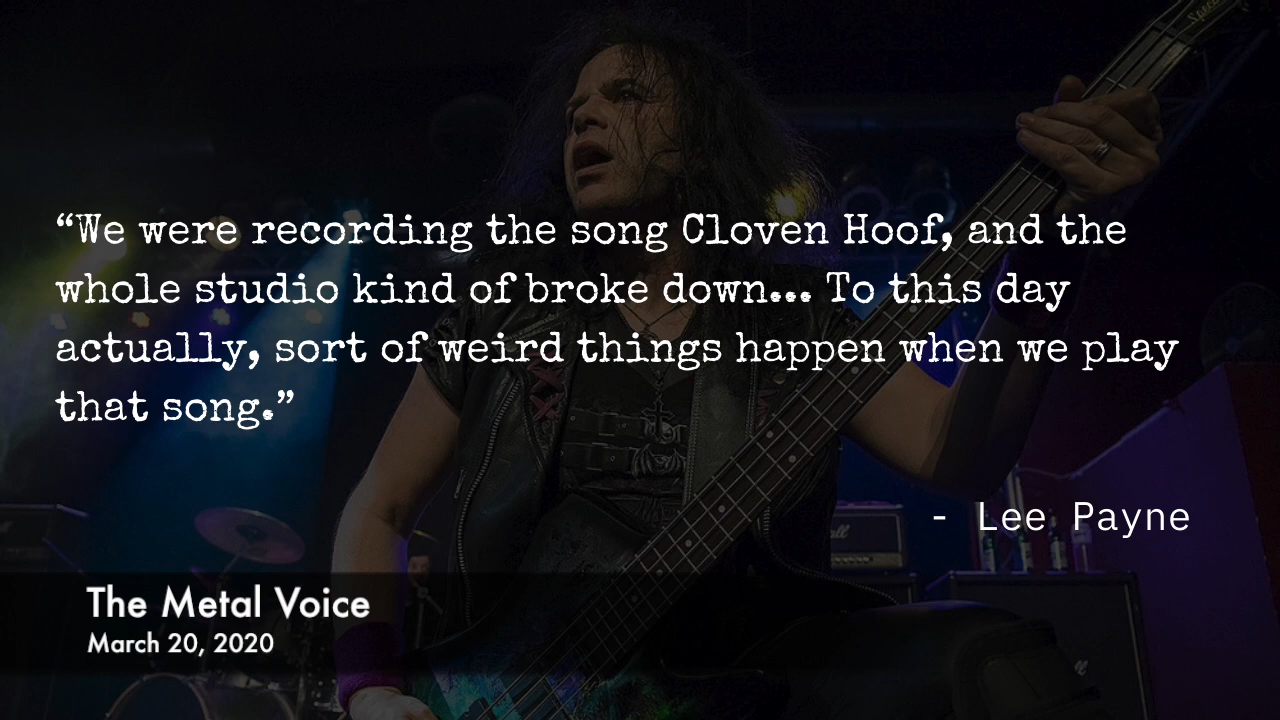 “We were recording the song Cloven Hoof, and the
whole studio kind of broke down... To this day
actually, sort of weird things happen when we play
that song.”
- Lee Payne
The Metal Voice
March 20, 2020